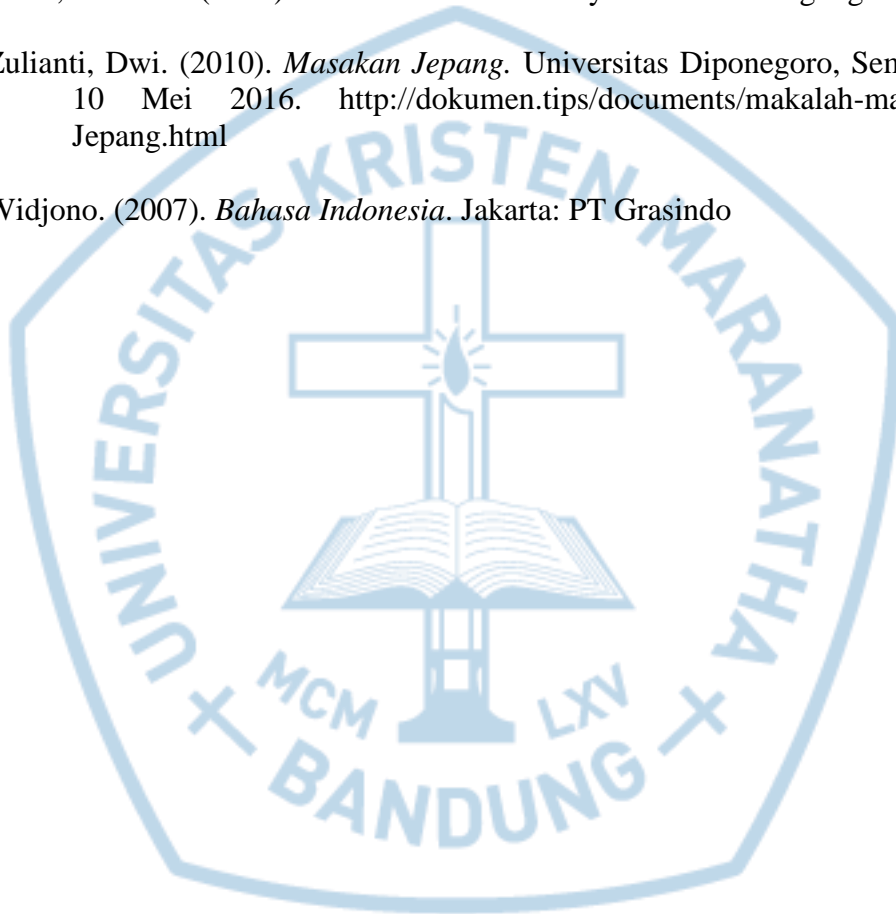 Zulianti, Dwi. (2010). Masakan Jepang. Universitas Diponegoro,
10 Mei 2016. http://dokumen.tips/documents/makalah-ma
Jepang.html
Widjono. (2007). Bahasa Indonesia. Jakarta: PT Grasindo
UNIVERSITAS KRISTEN MARANATHA
MCM LXV
BANDUNG